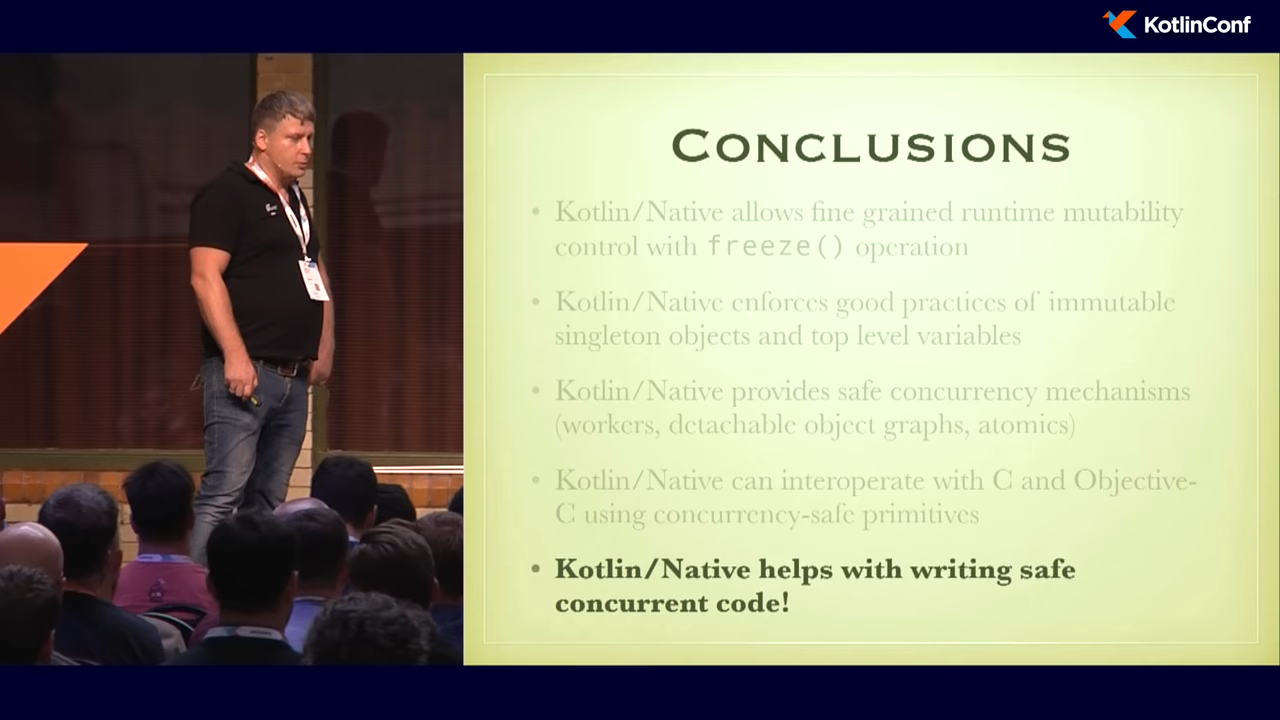 KotlinConf
CONCLUSIONS
• Kotlin/Native allows fine grained runtime mutability
control with freeze() operation
• Kotlin/Native enforces good practices of immutable
singleton objects and top level variables
• Kotlin/Native provides safe concurrency mechanisms
(workers, detachable object graphs, atomics)
• Kotlin/Native can interoperate with C and Objective-
C using concurrency-safe primitives
• Kotlin/Native helps with writing safe
concurrent code!